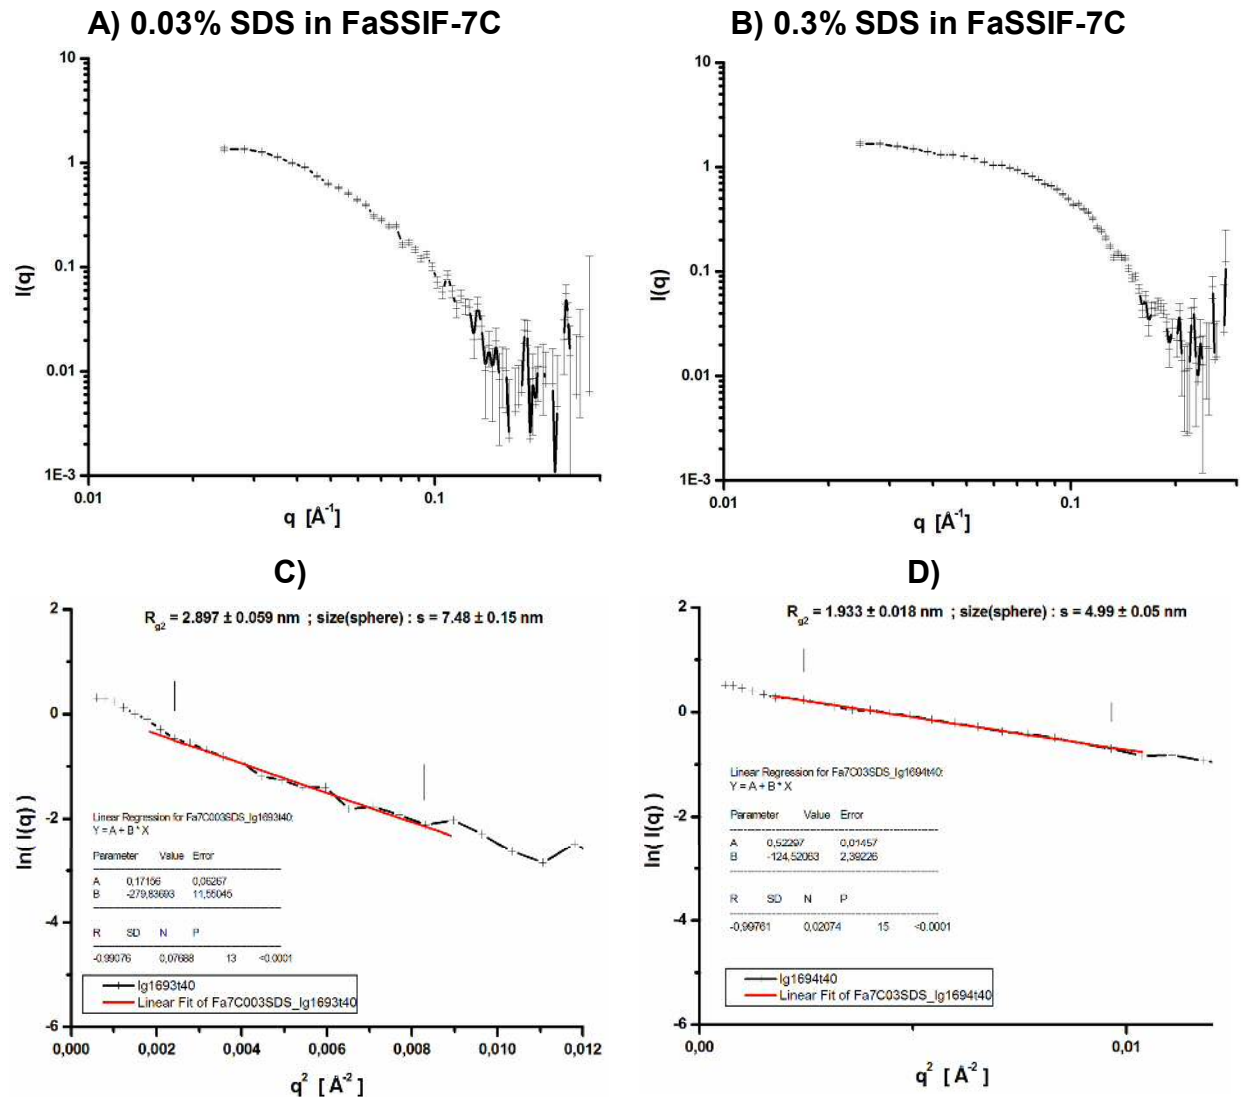 A) 0.03% SDS in FaSSIF-7C
10
1
0.1
0.01
1E-3
I(q)
0.01
0.1
q [Å⁻¹]
B) 0.3% SDS in FaSSIF-7C
10
1
0.1
0.01
1E-3
I(q)
0.01
0.1
q [Å⁻¹]
C)
R_g2 = 2.897 ± 0.059 nm ; size(sphere) : s = 7.48 ± 0.15 nm
2
0
-2
-4
-6
ln( I(q) )
Linear Regression for Fa7C003SDS_lg1693t40:
Y = A + B * X
Parameter Value Error
A 0,17156 0,06267
B -279,83693 11,55045
R SD N P
-0,99076 0,07688 13 <0.0001
lg1693t40
Linear Fit of Fa7C003SDS_lg1693t40
0,000 0,002 0,004 0,006 0,008 0,010 0,012
q² [Å⁻²]
D)
R_g2 = 1.933 ± 0.018 nm ; size(sphere) : s = 4.99 ± 0.05 nm
2
0
-2
-4
-6
ln( I(q) )
Linear Regression for Fa7C03SDS_lg1694t40:
Y = A + B * X
Parameter Value Error
A 0,52297 0,01457
B -124,52063 2,39226
R SD N P
-0,99761 0,02074 15 <0.0001
lg1694t40
Linear Fit of Fa7C03SDS_lg1694t40
0,00 0,01
q² [Å⁻²]